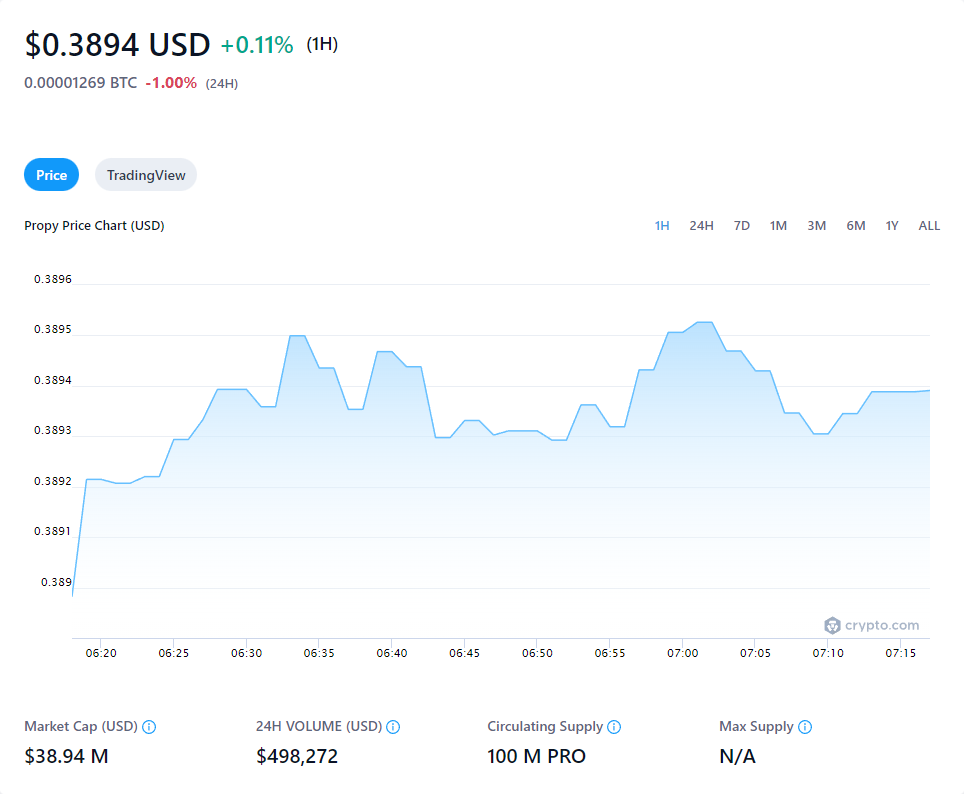 $0.3894 USD +0.11% (1H)
0.00001269 BTC -1.00% (24H)
Price TradingView
Propy Price Chart (USD) 1H 24H 7D 1M 3M 6M 1Y ALL
0.3896
0.3895
0.3894
0.3893
0.3892
0.3891
0.389
crypto.com
06:20 06:25 06:30 06:35 06:40 06:45 06:50 06:55 07:00 07:05 07:10 07:15
Market Cap (USD) 24H VOLUME (USD) Circulating Supply Max Supply
$38.94 M $498,272 100 M PRO N/A